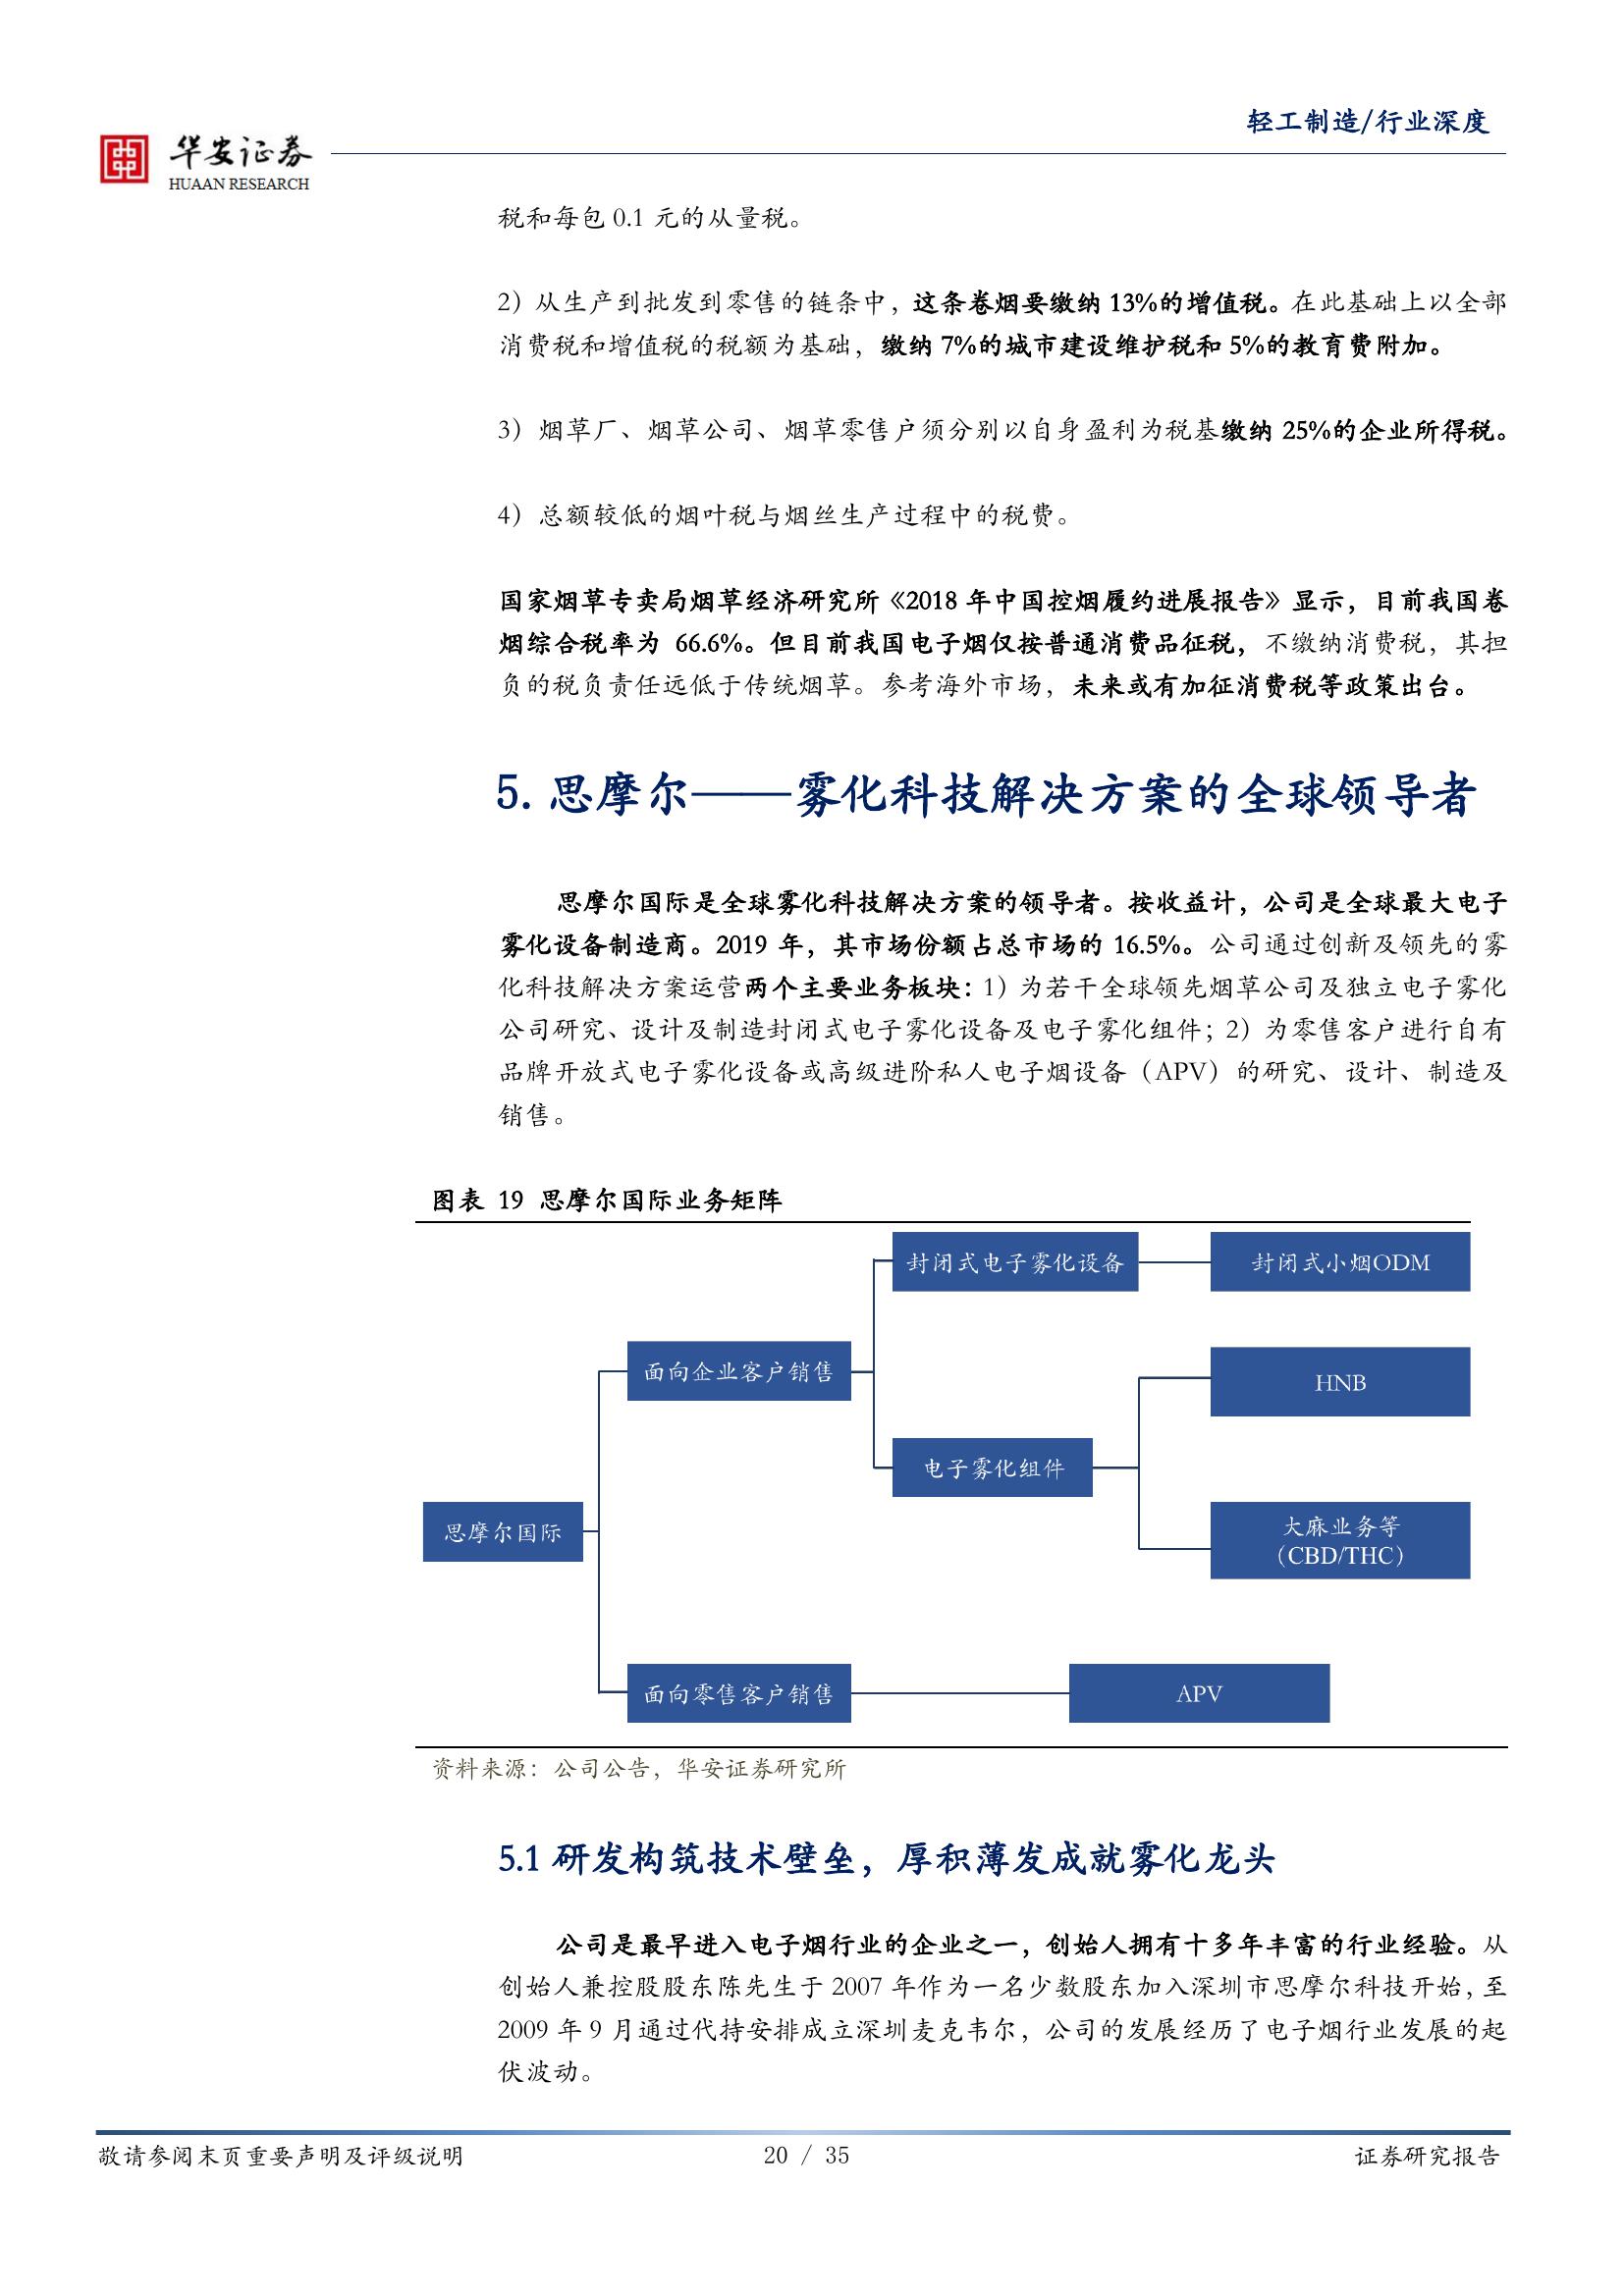 轻工制造/行业深度
华安证券
HUAAN RESEARCH
税和每包 0.1 元的从量税。
2）从生产到批发到零售的链条中，这条卷烟要缴纳 13%的增值税。在此基础上以全部
消费税和增值税的税额为基础，缴纳 7%的城市建设维护税和 5%的教育费附加。
3）烟草厂、烟草公司、烟草零售户须分别以自身盈利为税基缴纳 25%的企业所得税。
4）总额较低的烟叶税与烟丝生产过程中的税费。
国家烟草专卖局烟草经济研究所《2018 年中国控烟履约进展报告》显示，目前我国卷
烟综合税率为 66.6%。但目前我国电子烟仅按普通消费品征税，不缴纳消费税，其担
负的税负责任远低于传统烟草。参考海外市场，未来或有加征消费税等政策出台。
5. 思摩尔——雾化科技解决方案的全球领导者
思摩尔国际是全球雾化科技解决方案的领导者。按收益计，公司是全球最大电子
雾化设备制造商。2019 年，其市场份额占总市场的 16.5%。公司通过创新及领先的雾
化科技解决方案运营两个主要业务板块：1）为若干全球领先烟草公司及独立电子雾化
公司研究、设计及制造封闭式电子雾化设备及电子雾化组件；2）为零售客户进行自有
品牌开放式电子雾化设备或高级进阶私人电子烟设备（APV）的研究、设计、制造及
销售。
图表 19 思摩尔国际业务矩阵
封闭式电子雾化设备
封闭式小烟ODM
面向企业客户销售
HNB
电子雾化组件
思摩尔国际
大麻业务等
（CBD/THC）
面向零售客户销售
APV
资料来源：公司公告，华安证券研究所
5.1 研发构筑技术壁垒，厚积薄发成就雾化龙头
公司是最早进入电子烟行业的企业之一，创始人拥有十多年丰富的行业经验。从
创始人兼控股股东陈先生于 2007 年作为一名少数股东加入深圳市思摩尔科技开始，至
2009 年 9 月通过代持安排成立深圳麦克韦尔，公司的发展经历了电子烟行业发展的起
伏波动。
敬请参阅末页重要声明及评级说明
20 / 35
证券研究报告